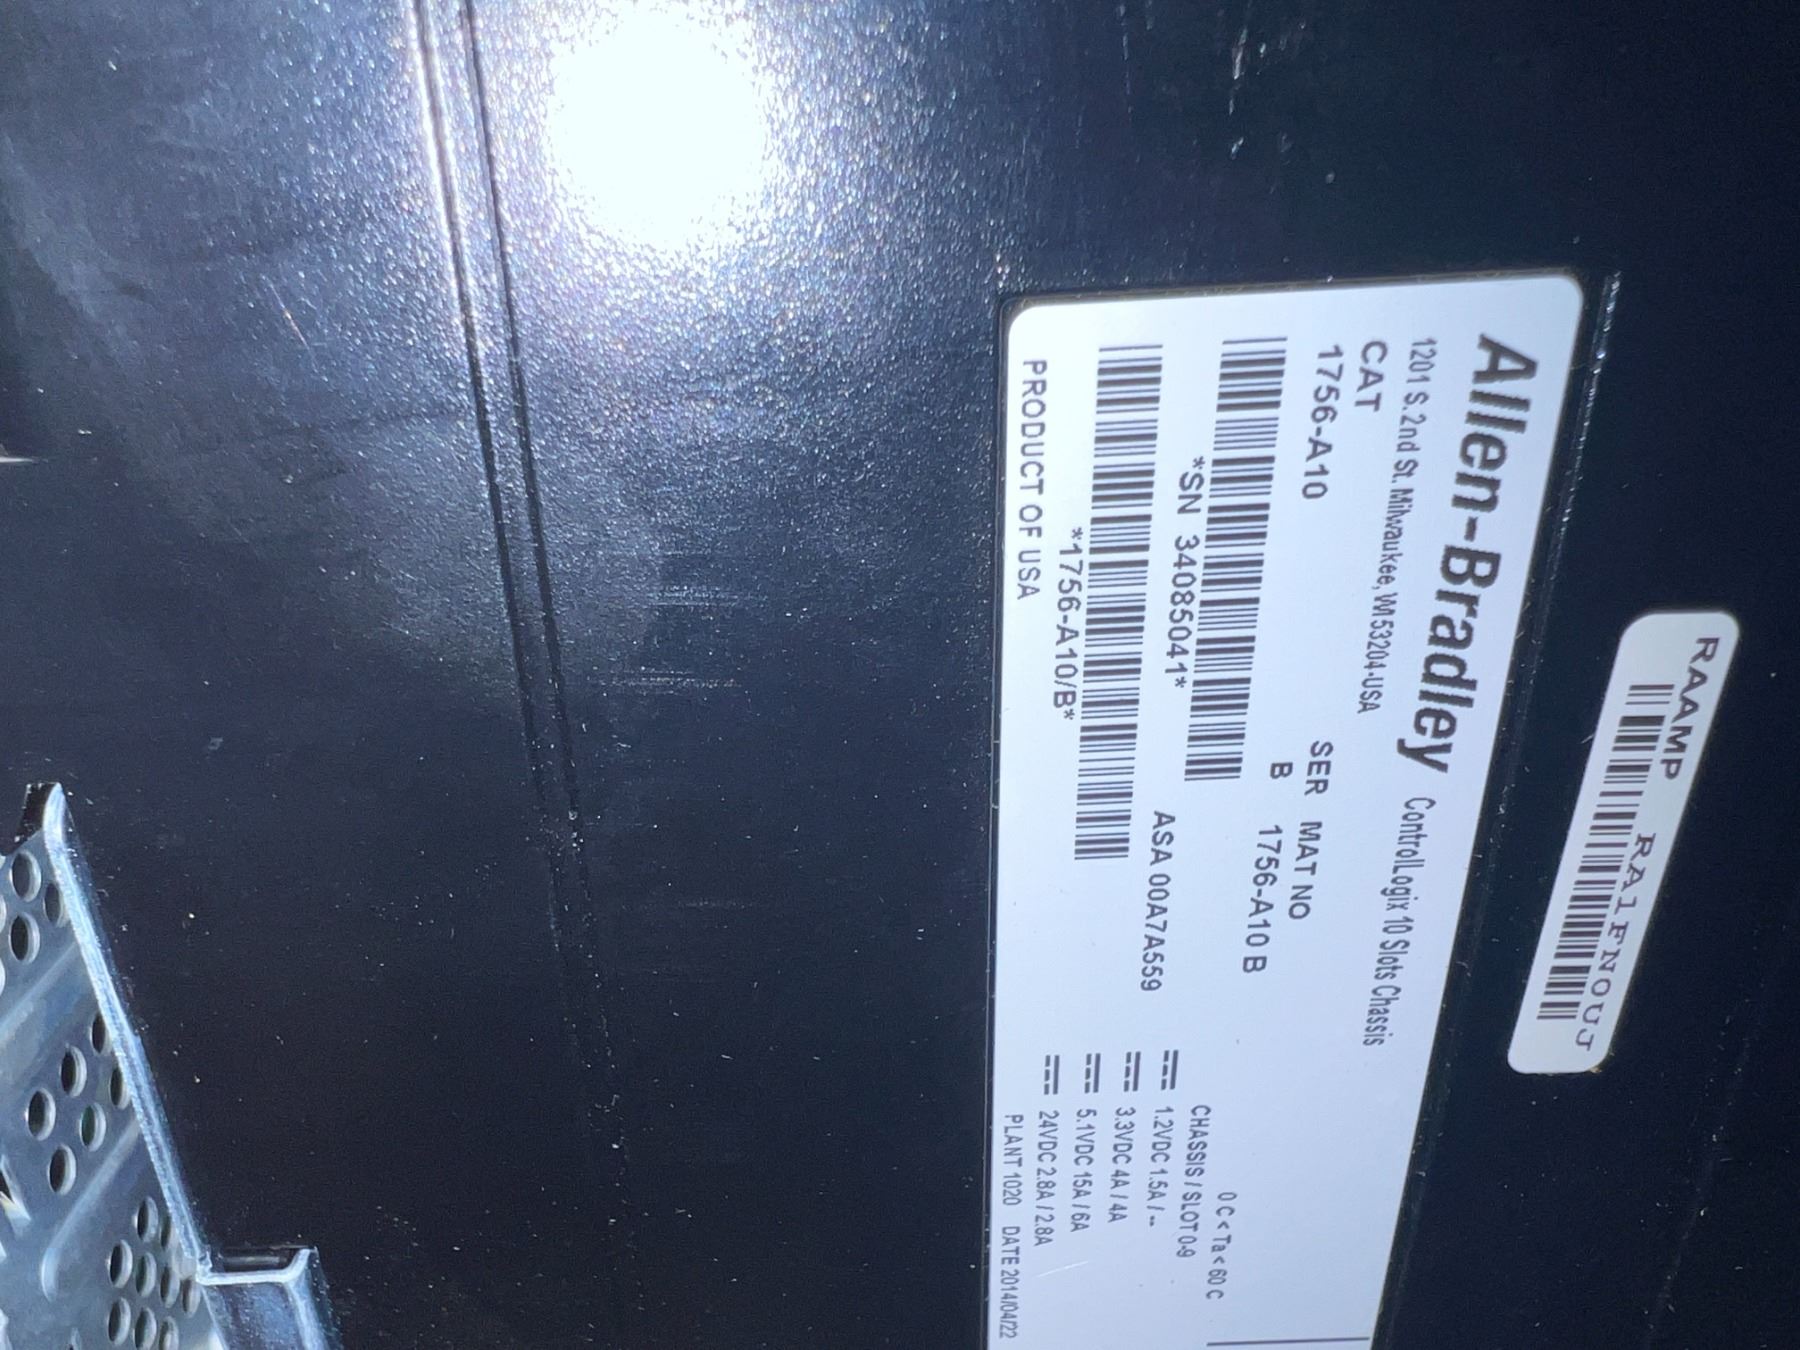 RAAMP RA1FN0UJ
Allen-Bradley ControlLogix 10 Slots Chassis
1201 S. 2nd St. Milwaukee, WI 53204-USA
CAT SER MAT NO
1756-A10 B 1756-A10 B
0 C < Ta < 60 C
CHASSIS / SLOT 0-9
*SN 34085041* ASA 00A7A559
1.2VDC 1.5A / --
3.3VDC 4A / 4A
5.1VDC 15A / 6A
24VDC 2.8A / 2.8A
*1756-A10/B*
PRODUCT OF USA
PLANT 1020 DATE 2014/04/22